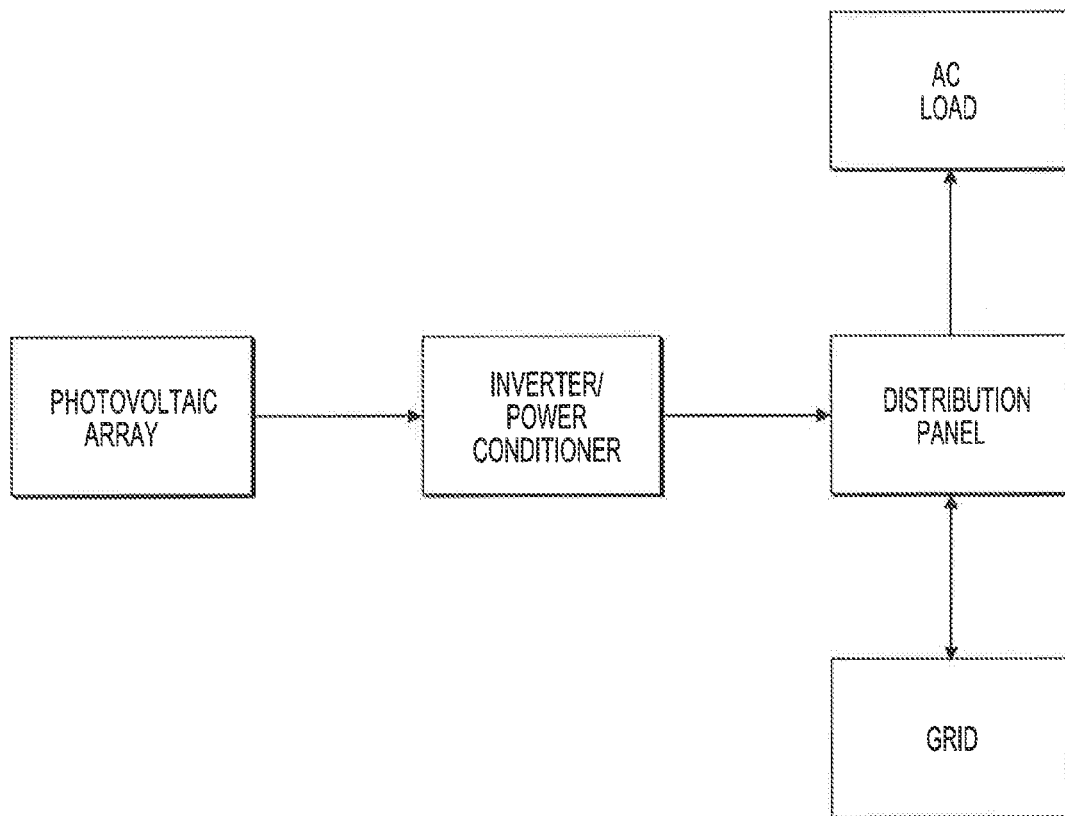 AC
LOAD
PHOTOVOLTAIC
ARRAY
INVERTER/
POWER
CONDITIONER
DISTRIBUTION
PANEL
GRID